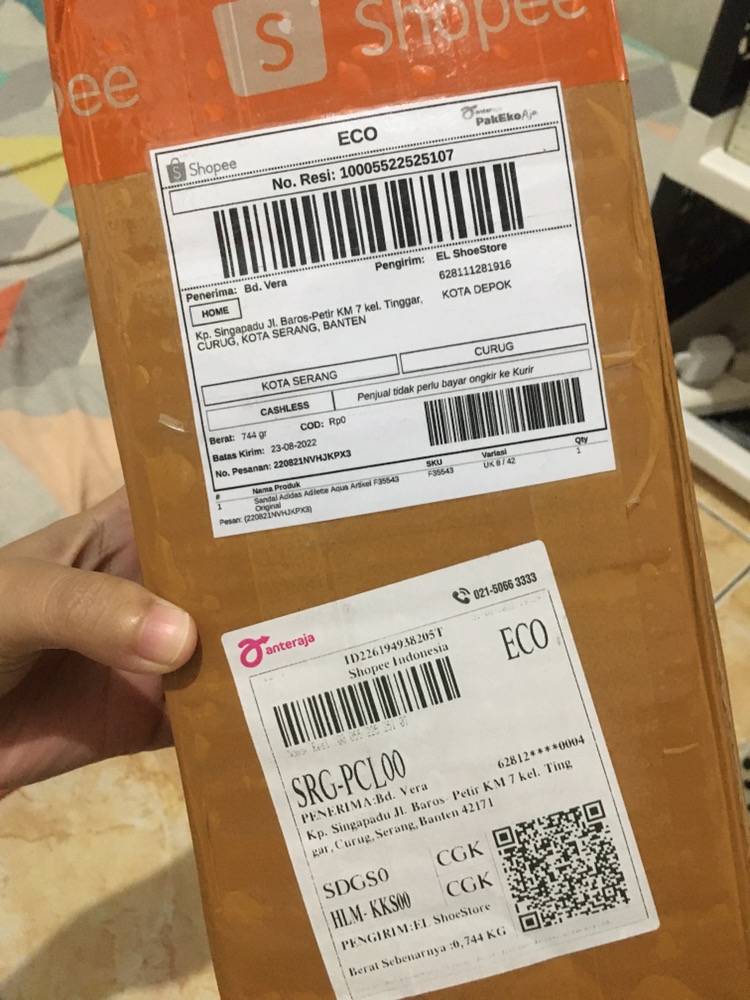 pee
S
Shopee
ECO
anteraja
PakEkoAja
Shopee
No. Resi: 10005522525107
Penerima: Bd. Vera
Pengirim: EL ShoeStore
628111281916
KOTA DEPOK
HOME
Kp. Singapadu Jl. Baros-Petir KM 7 kel. Tinggar,
CURUG, KOTA SERANG, BANTEN
KOTA SERANG
CURUG
CASHLESS
Penjual tidak perlu bayar ongkir ke Kurir
Berat: 744 gr
COD: Rp0
Batas Kirim: 23-08-2022
No. Pesanan: 220821NVHJKPX3
# Nama Produk SKU Variasi Qty
1 Sandal Adidas Adilette Aqua Artikel F35543 F35543 UK 8 / 42 1
Original
Pesan: (220821NVHJKPX3)
021-5066 3333
anteraja
ID226194938205T
Shopee Indonesia
ECO
SRG-PCL00
62812****0004
PENERIMA:Bd. Vera
Kp. Singapadu Jl. Baros- Petir KM 7 kel. Ting
gar, Curug, Serang, Banten 42171
SDGS0 CGK
HLM- KKS00 CGK
PENGIRIM:EL ShoeStore
Berat Sebenarnya :0,744 KG